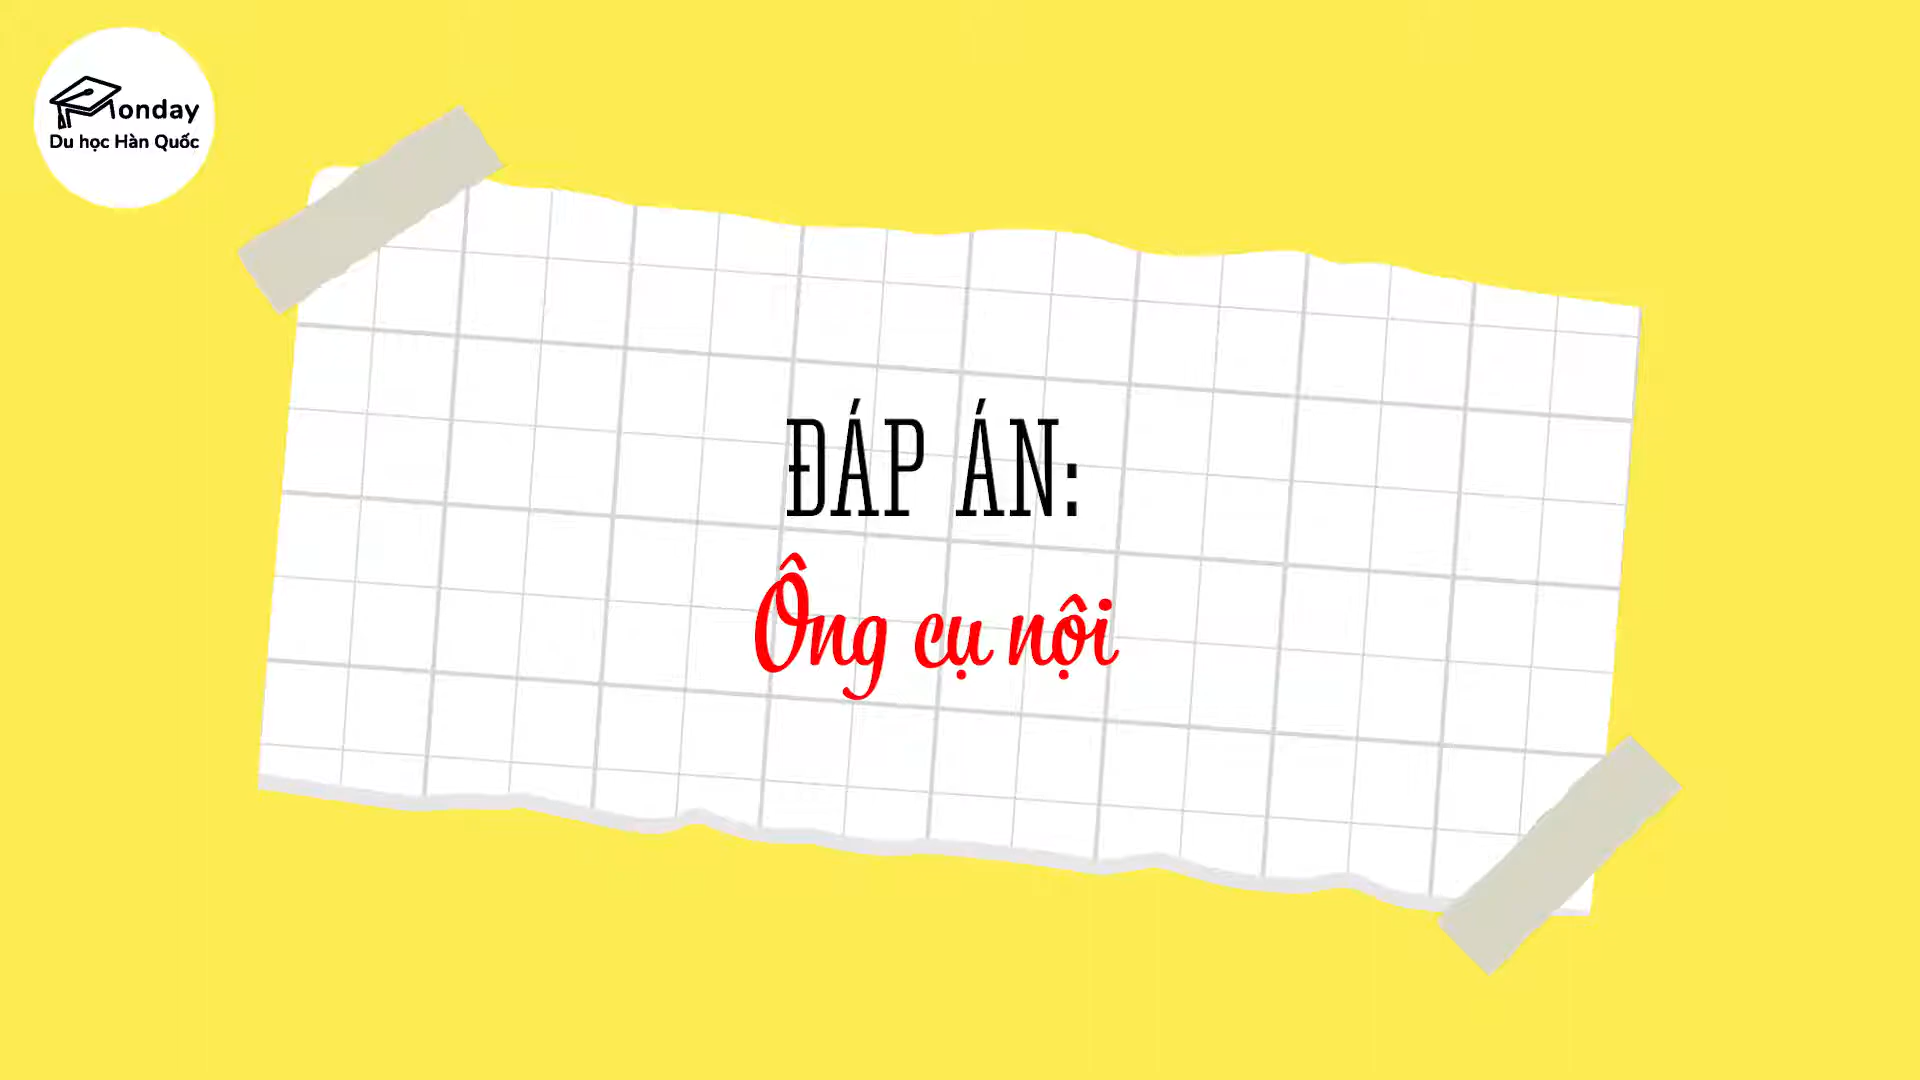 Monday
Du học Hàn Quốc
ĐÁP ÁN:
Ông cụ nội